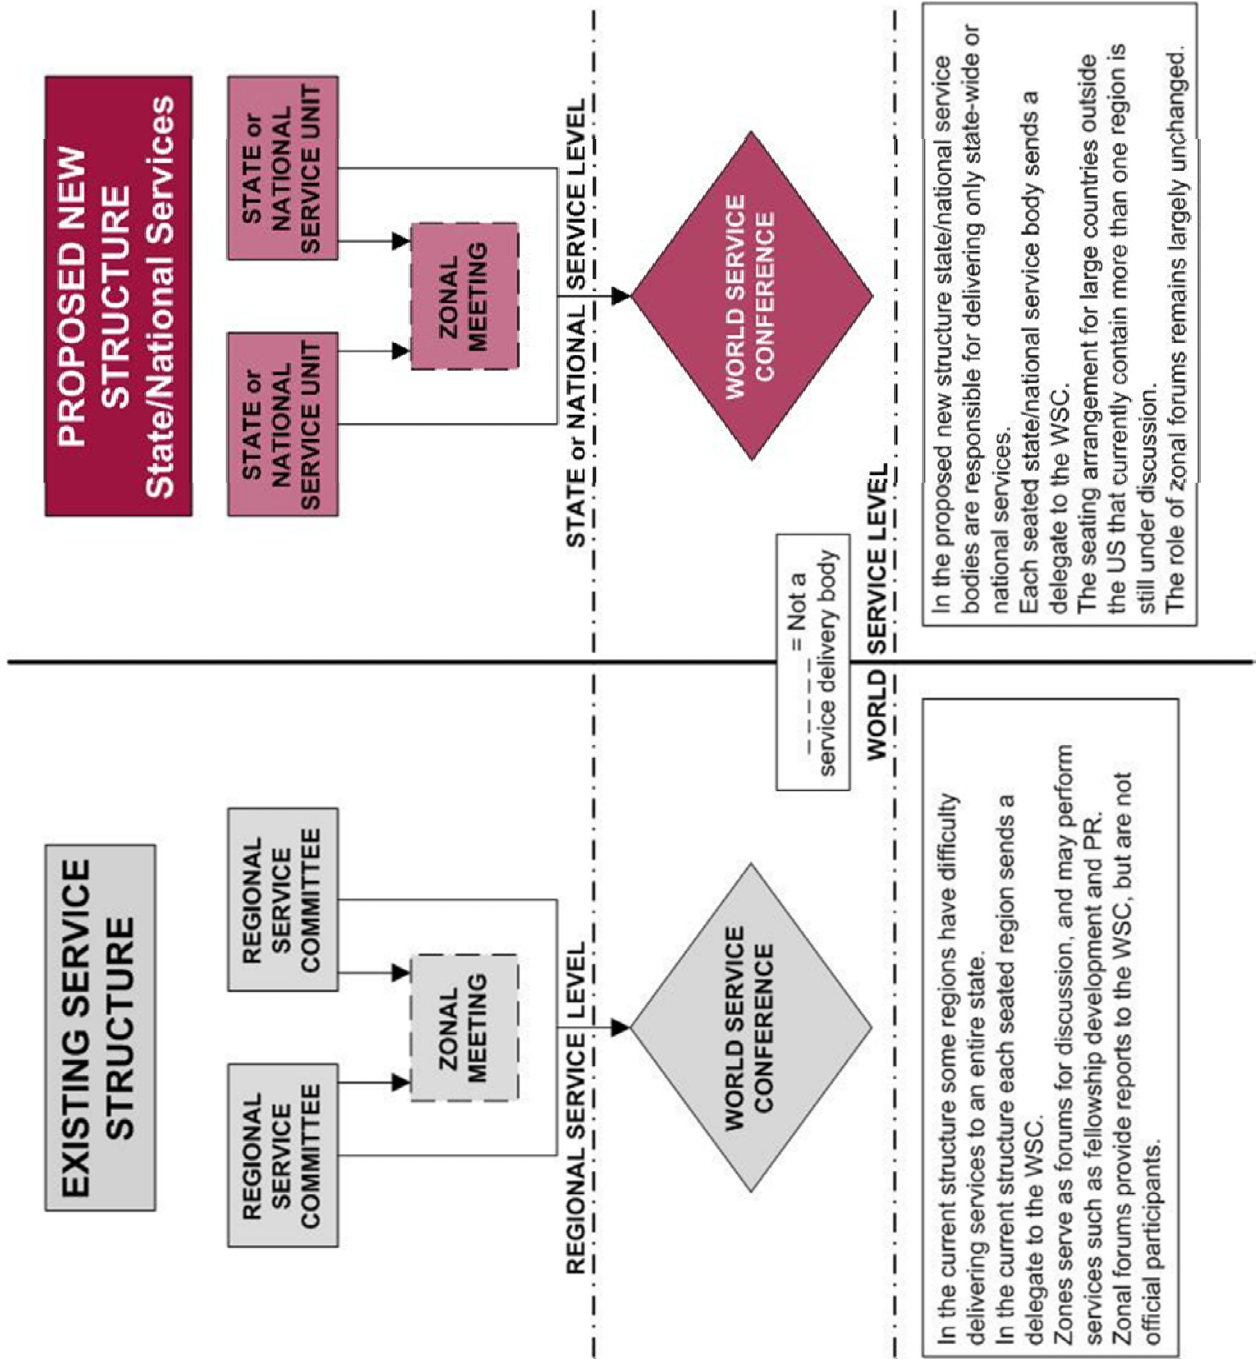 EXISTING SERVICE
STRUCTURE
REGIONAL
SERVICE
COMMITTEE
REGIONAL
SERVICE
COMMITTEE
ZONAL
MEETING
REGIONAL SERVICE LEVEL
WORLD SERVICE
CONFERENCE
PROPOSED NEW
STRUCTURE
State/National Services
STATE or
NATIONAL
SERVICE UNIT
STATE or
NATIONAL
SERVICE UNIT
ZONAL
MEETING
STATE or NATIONAL SERVICE LEVEL
WORLD SERVICE
CONFERENCE
_ _ _ _ _ = Not a
service delivery body
WORLD SERVICE LEVEL
In the current structure some regions have difficulty
delivering services to an entire state.
In the current structure each seated region sends a
delegate to the WSC.
Zones serve as forums for discussion, and may perform
services such as fellowship development and PR.
Zonal forums provide reports to the WSC, but are not
official participants.
In the proposed new structure state/national service
bodies are responsible for delivering only state-wide or
national services.
Each seated state/national service body sends a
delegate to the WSC.
The seating arrangement for large countries outside
the US that currently contain more than one region is
still under discussion.
The role of zonal forums remains largely unchanged.